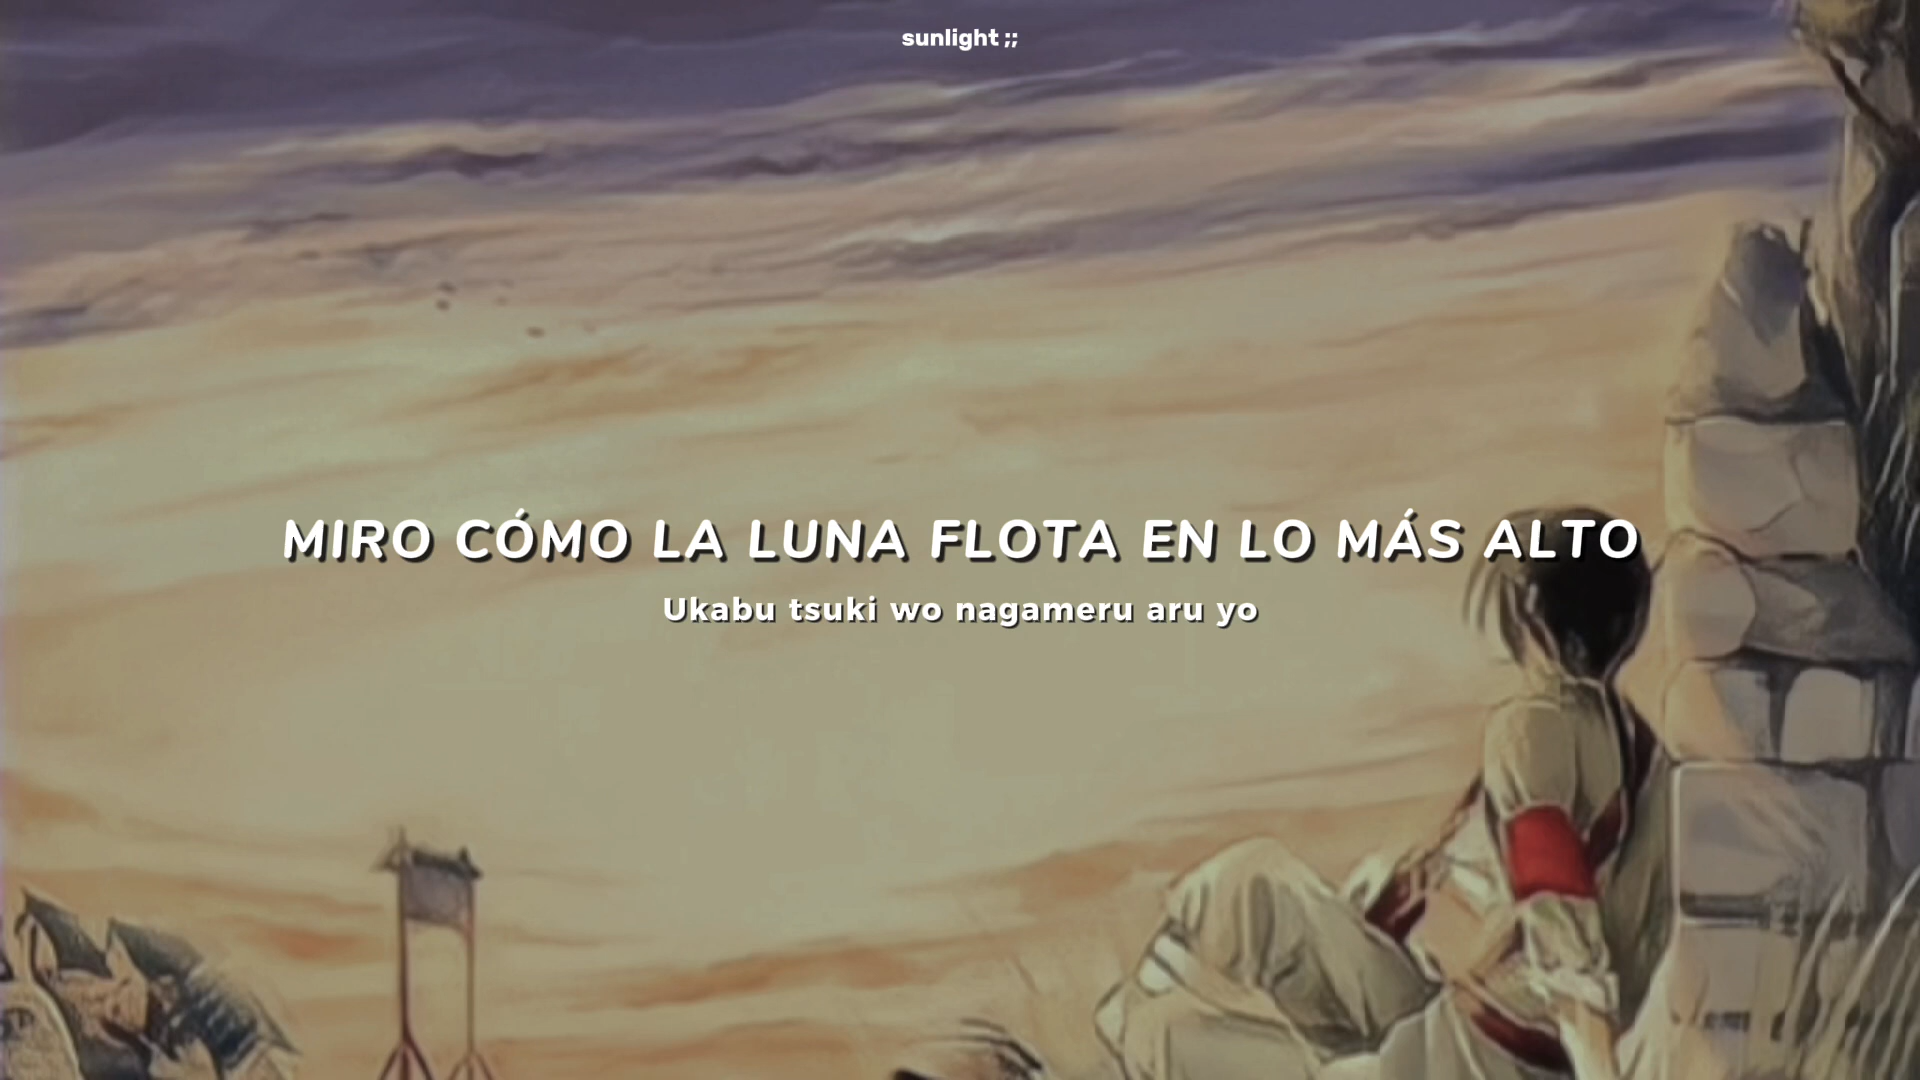 sunlight ;;
MIRO CÓMO LA LUNA FLOTA EN LO MÁS ALTO
Ukabu tsuki wo nagameru aru yo